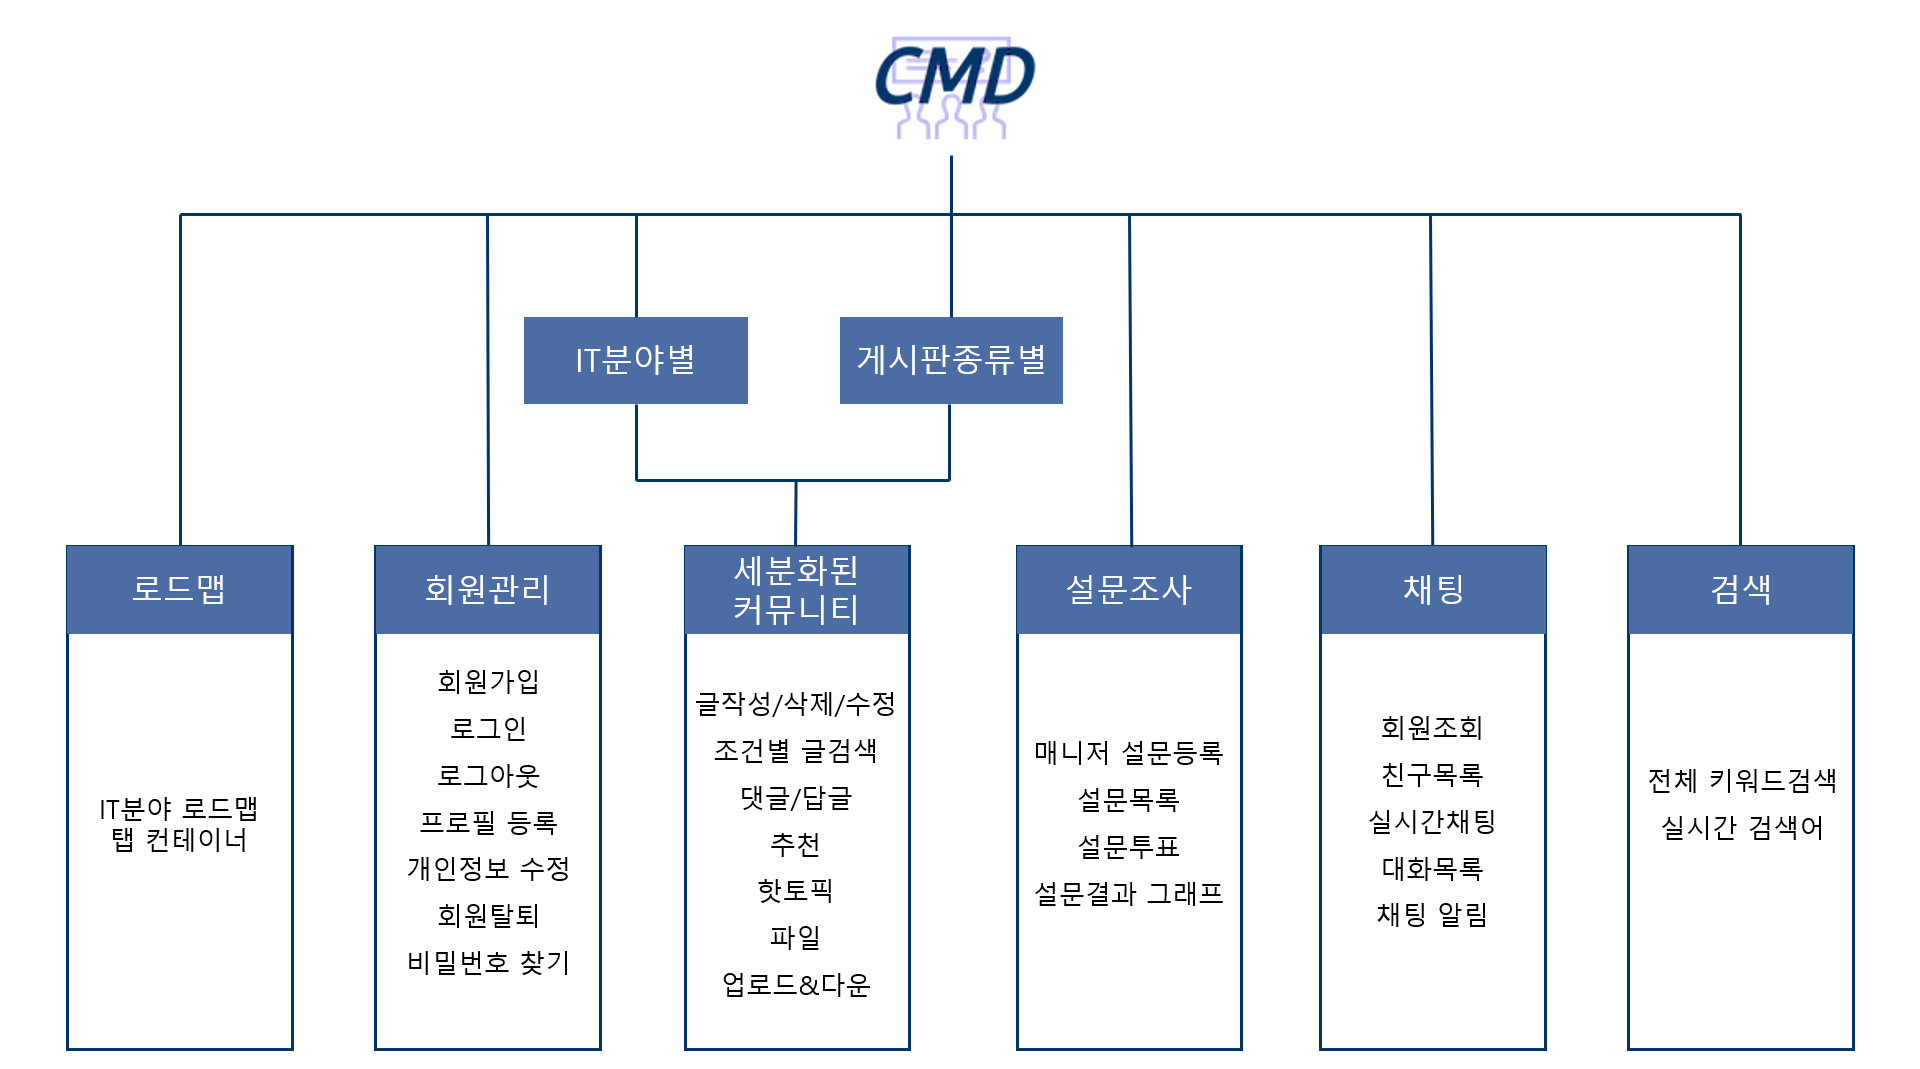 CMD
IT분야별
게시판종류별
로드맵
IT분야 로드맵
탭 컨테이너
회원관리
회원가입
로그인
로그아웃
프로필 등록
개인정보 수정
회원탈퇴
비밀번호 찾기
세분화된
커뮤니티
글작성/삭제/수정
조건별 글검색
댓글/답글
추천
핫토픽
파일
업로드&다운
설문조사
매니저 설문등록
설문목록
설문투표
설문결과 그래프
채팅
회원조회
친구목록
실시간채팅
대화목록
채팅 알림
검색
전체 키워드검색
실시간 검색어